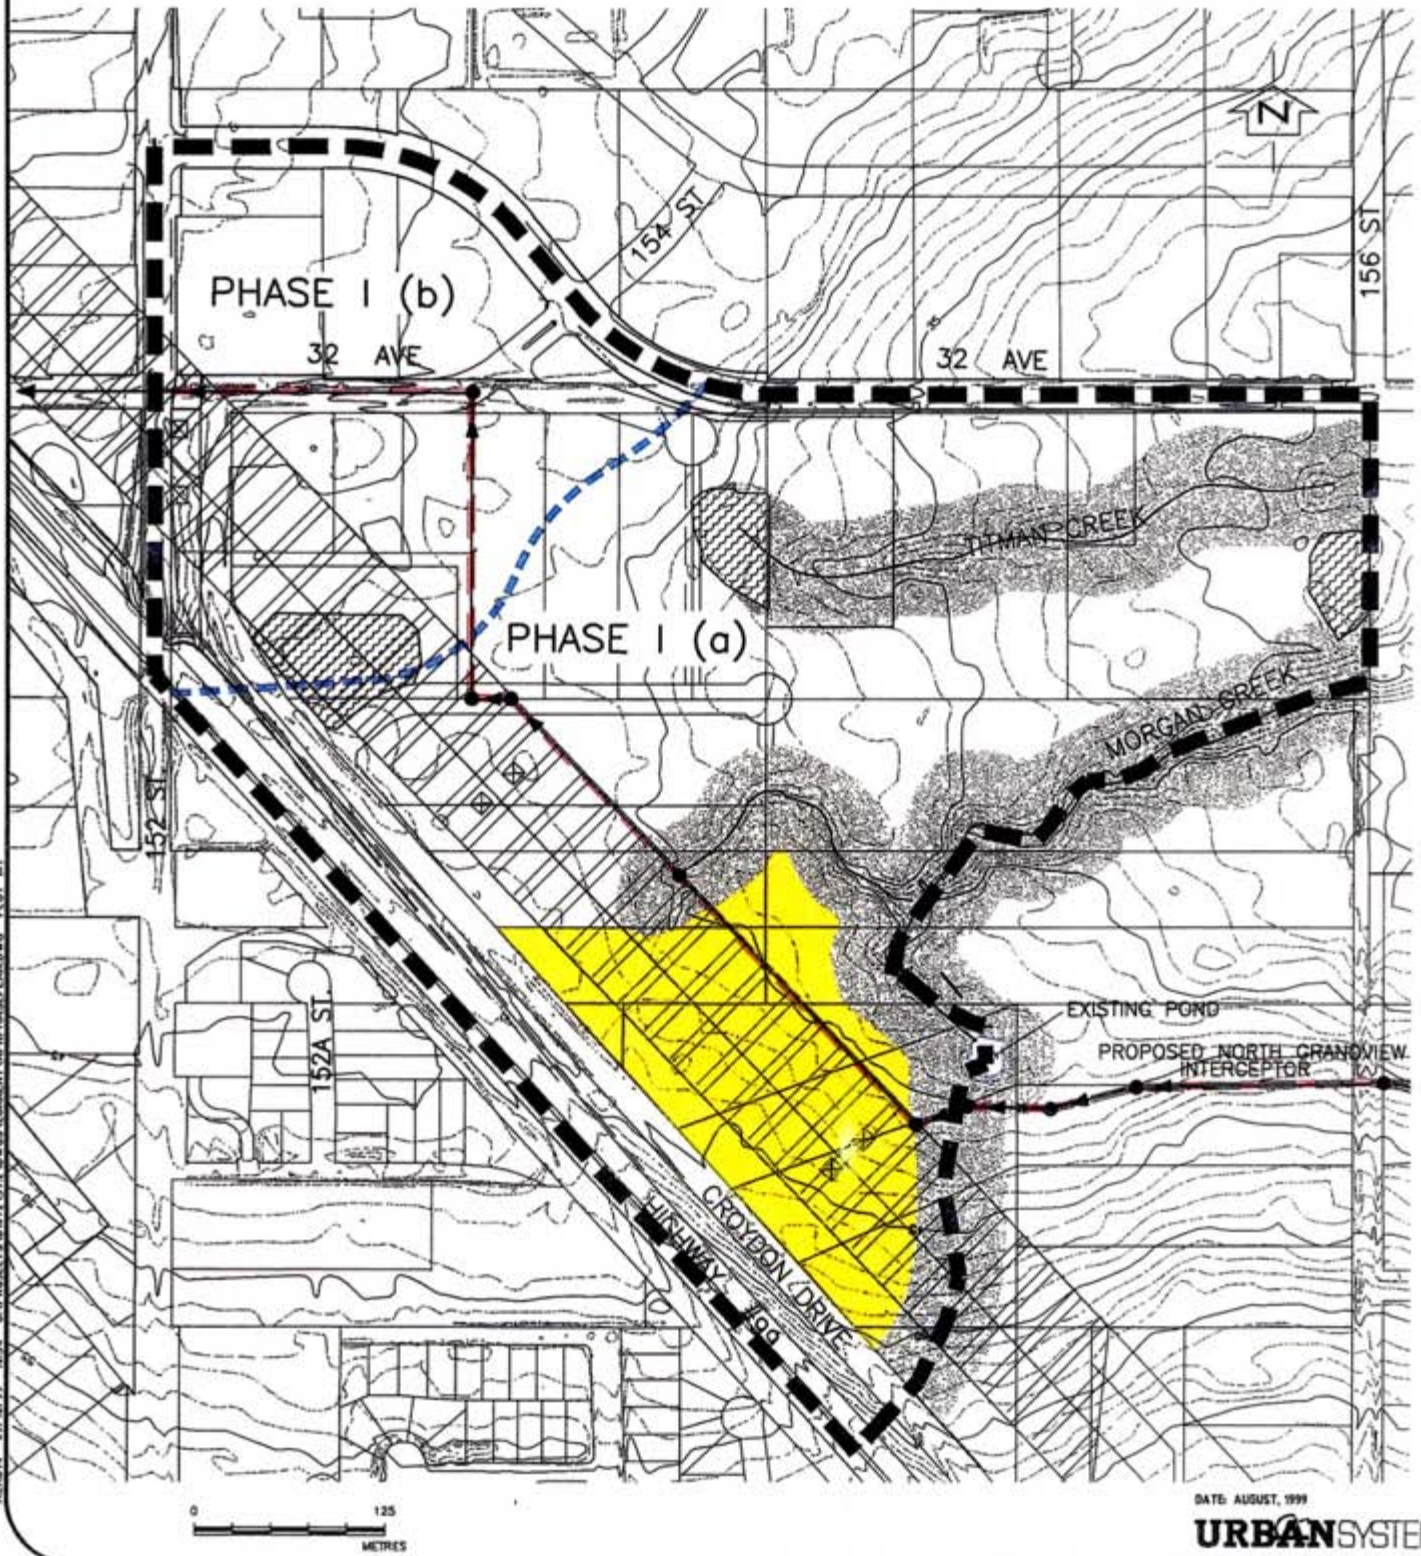 N
154 ST
156 ST
PHASE I (b)
32 AVE
32 AVE
TITMAN CREEK
PHASE I (a)
MORGAN CREEK
152 ST
EXISTING POND
PROPOSED NORTH GRANDVIEW
INTERCEPTOR
152A ST.
CROYDON DRIVE
HIGHWAY #99
0 125
METRES
DATE: AUGUST, 1999
URBANSYSTE